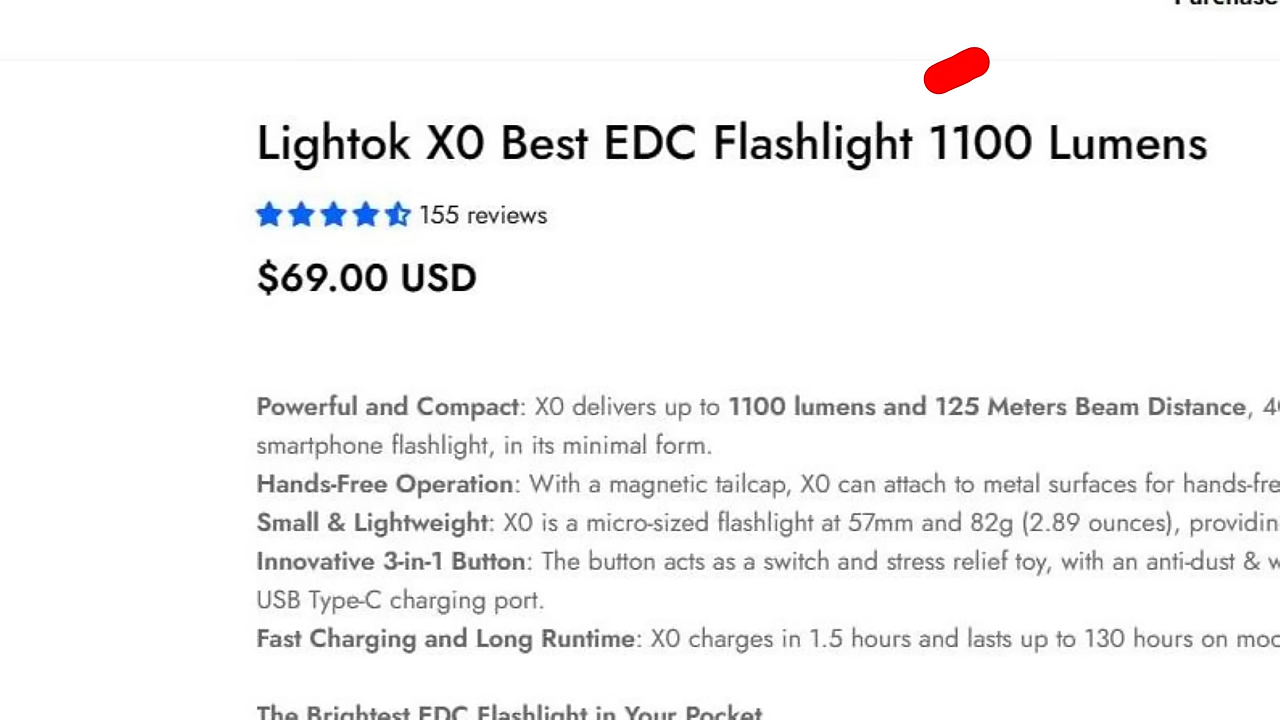 Lightok X0 Best EDC Flashlight 1100 Lumens
155 reviews
$69.00 USD
Powerful and Compact: X0 delivers up to 1100 lumens and 125 Meters Beam Distance,
smartphone flashlight, in its minimal form.
Hands-Free Operation: With a magnetic tailcap, X0 can attach to metal surfaces for
Small & Lightweight: X0 is a micro-sized flashlight at 57mm and 82g (2.89 ounces),
Innovative 3-in-1 Button: The button acts as a switch and stress relief toy, with an anti-dust &
USB Type-C charging port.
Fast Charging and Long Runtime: X0 charges in 1.5 hours and lasts up to 130 hours on
The Brightest EDC Flashlight in Your Pocket